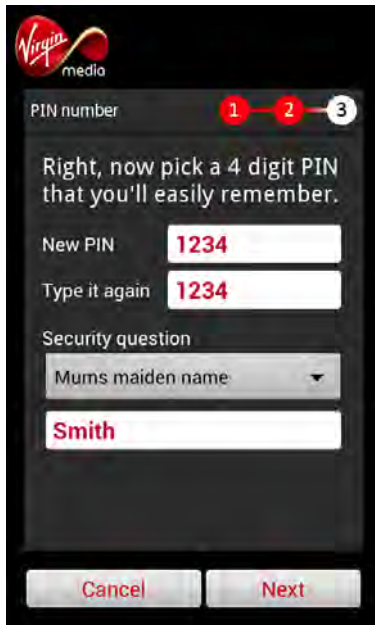 Virgin
media
PIN number 1 2 3
Right, now pick a 4 digit PIN
that you'll easily remember.
New PIN 1234
Type it again 1234
Security question
Mums maiden name
Smith
Cancel Next